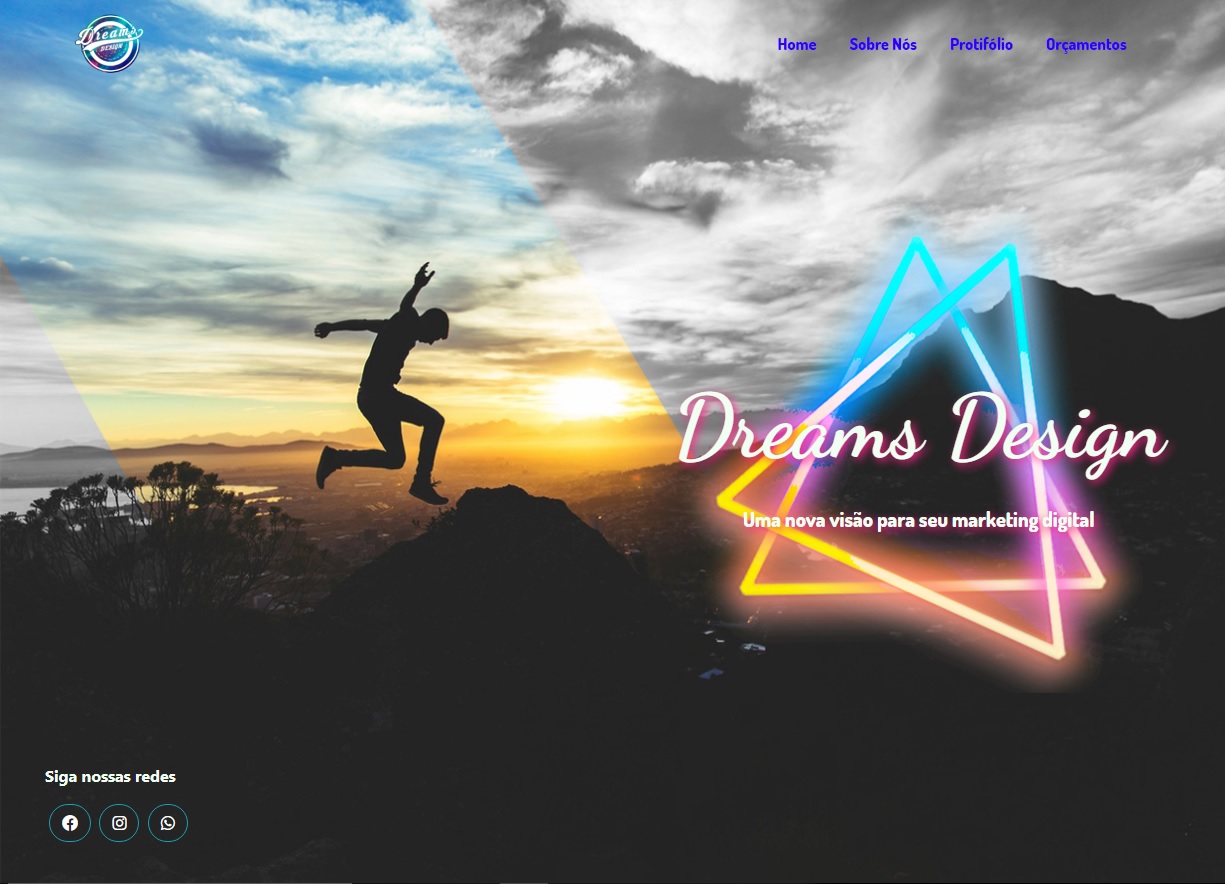 Dreams
DESIGN
Home Sobre Nós Protifólio Orçamentos
Dreams Design
Uma nova visão para seu marketing digital
Siga nossas redes